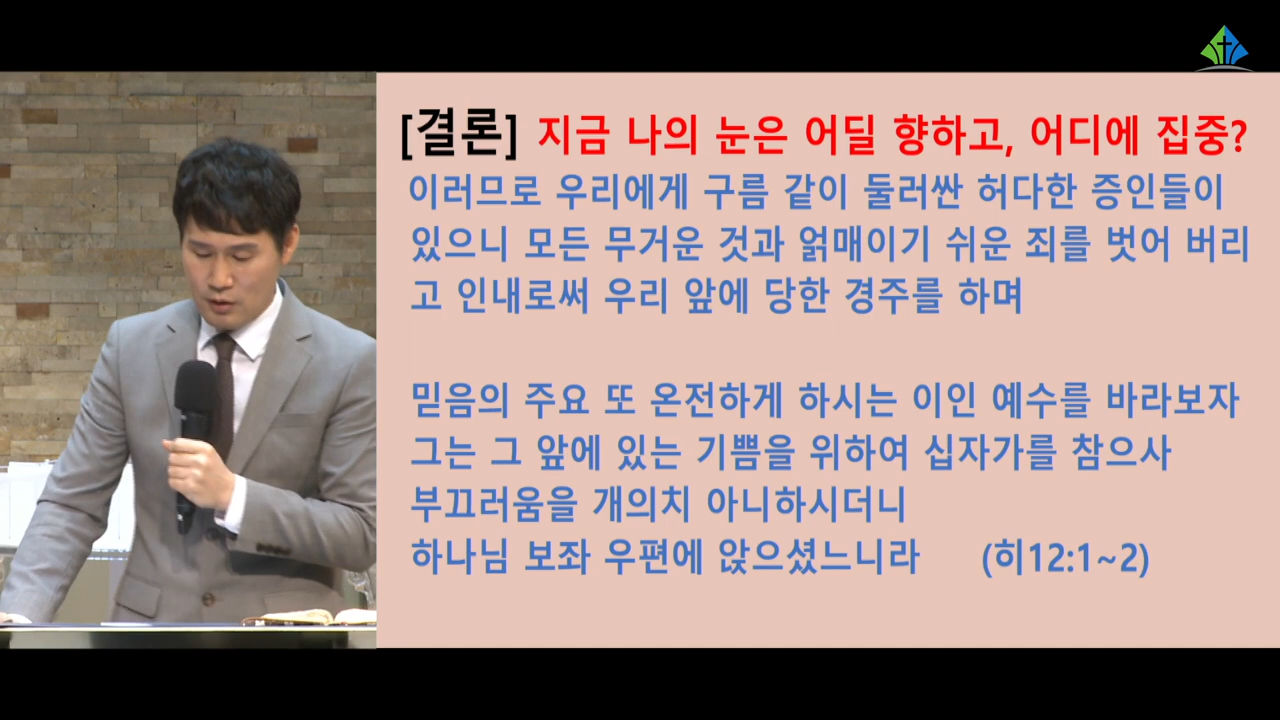 [결론] 지금 나의 눈은 어딜 향하고, 어디에 집중?
이러므로 우리에게 구름 같이 둘러싼 허다한 증인들이
있으니 모든 무거운 것과 얽매이기 쉬운 죄를 벗어 버리
고 인내로써 우리 앞에 당한 경주를 하며
믿음의 주요 또 온전하게 하시는 이인 예수를 바라보자
그는 그 앞에 있는 기쁨을 위하여 십자가를 참으사
부끄러움을 개의치 아니하시더니
하나님 보좌 우편에 앉으셨느니라 (히12:1~2)